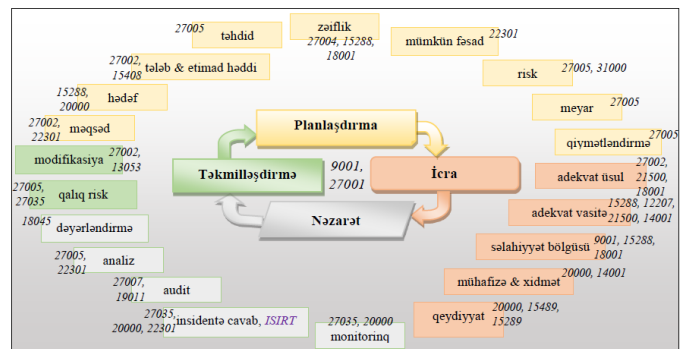 27005
təhdid
zəiflik
27004, 15288,
18001
mümkün fəsad
22301
27002,
15408
tələb & etimad həddi
risk
27005, 31000
15288,
20000
hədəf
meyar
27005
27002,
22301
məqsəd
Planlaşdırma
qiymətləndirmə
27005
modifikasiya
27002,
13053
Təkmilləşdirmə
9001,
27001
İcra
adekvat üsul
27002,
21500,
18001
27005,
27035
qalıq risk
Nəzarət
adekvat vasitə
15288, 12207,
21500, 14001
18045
dəyərləndirmə
səlahiyyət bölgüsü
9001, 15288,
18001
27005,
22301
analiz
mühafizə & xidmət
20000, 14001
27007,
19011
audit
27035,
20000, 22301
insidentə cavab, ISIRT
27035, 20000
monitorinq
qeydiyyat
20000, 15489,
15289